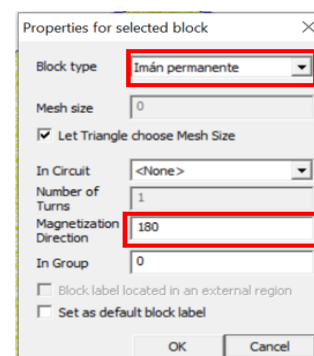 Properties for selected block
Block type
Imán permanente
Mesh size
0
Let Triangle choose Mesh Size
In Circuit
<None>
Number of
Turns
1
Magnetization
Direction
180
In Group
0
Block label located in an external region
Set as default block label
OK
Cancel